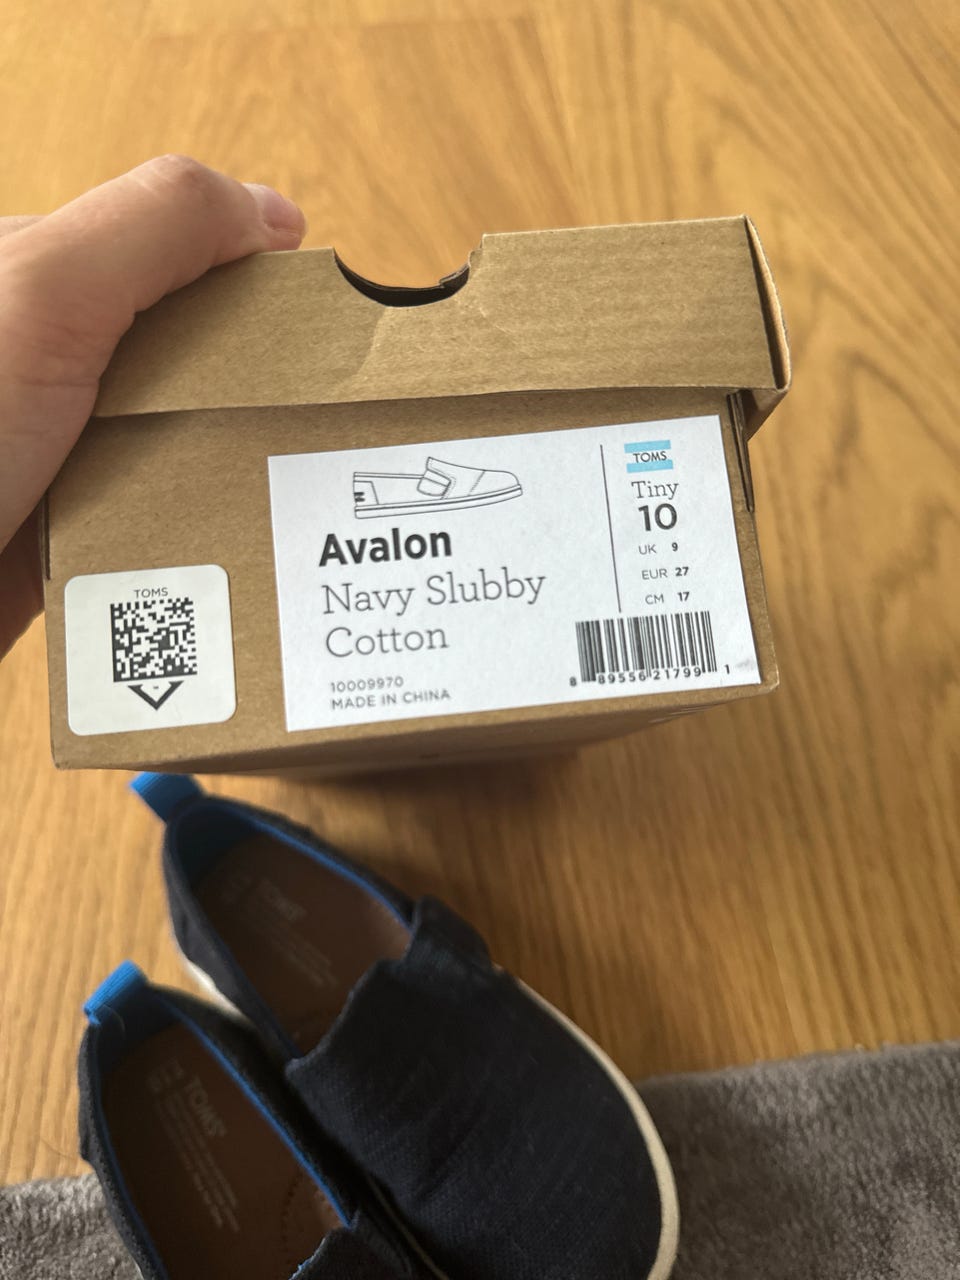 TOMS
Avalon
Navy Slubby
Cotton
10009970
MADE IN CHINA
TOMS
Tiny
10
UK 9
EUR 27
CM 17
8 89556 21799 1
TOMS
TOMS